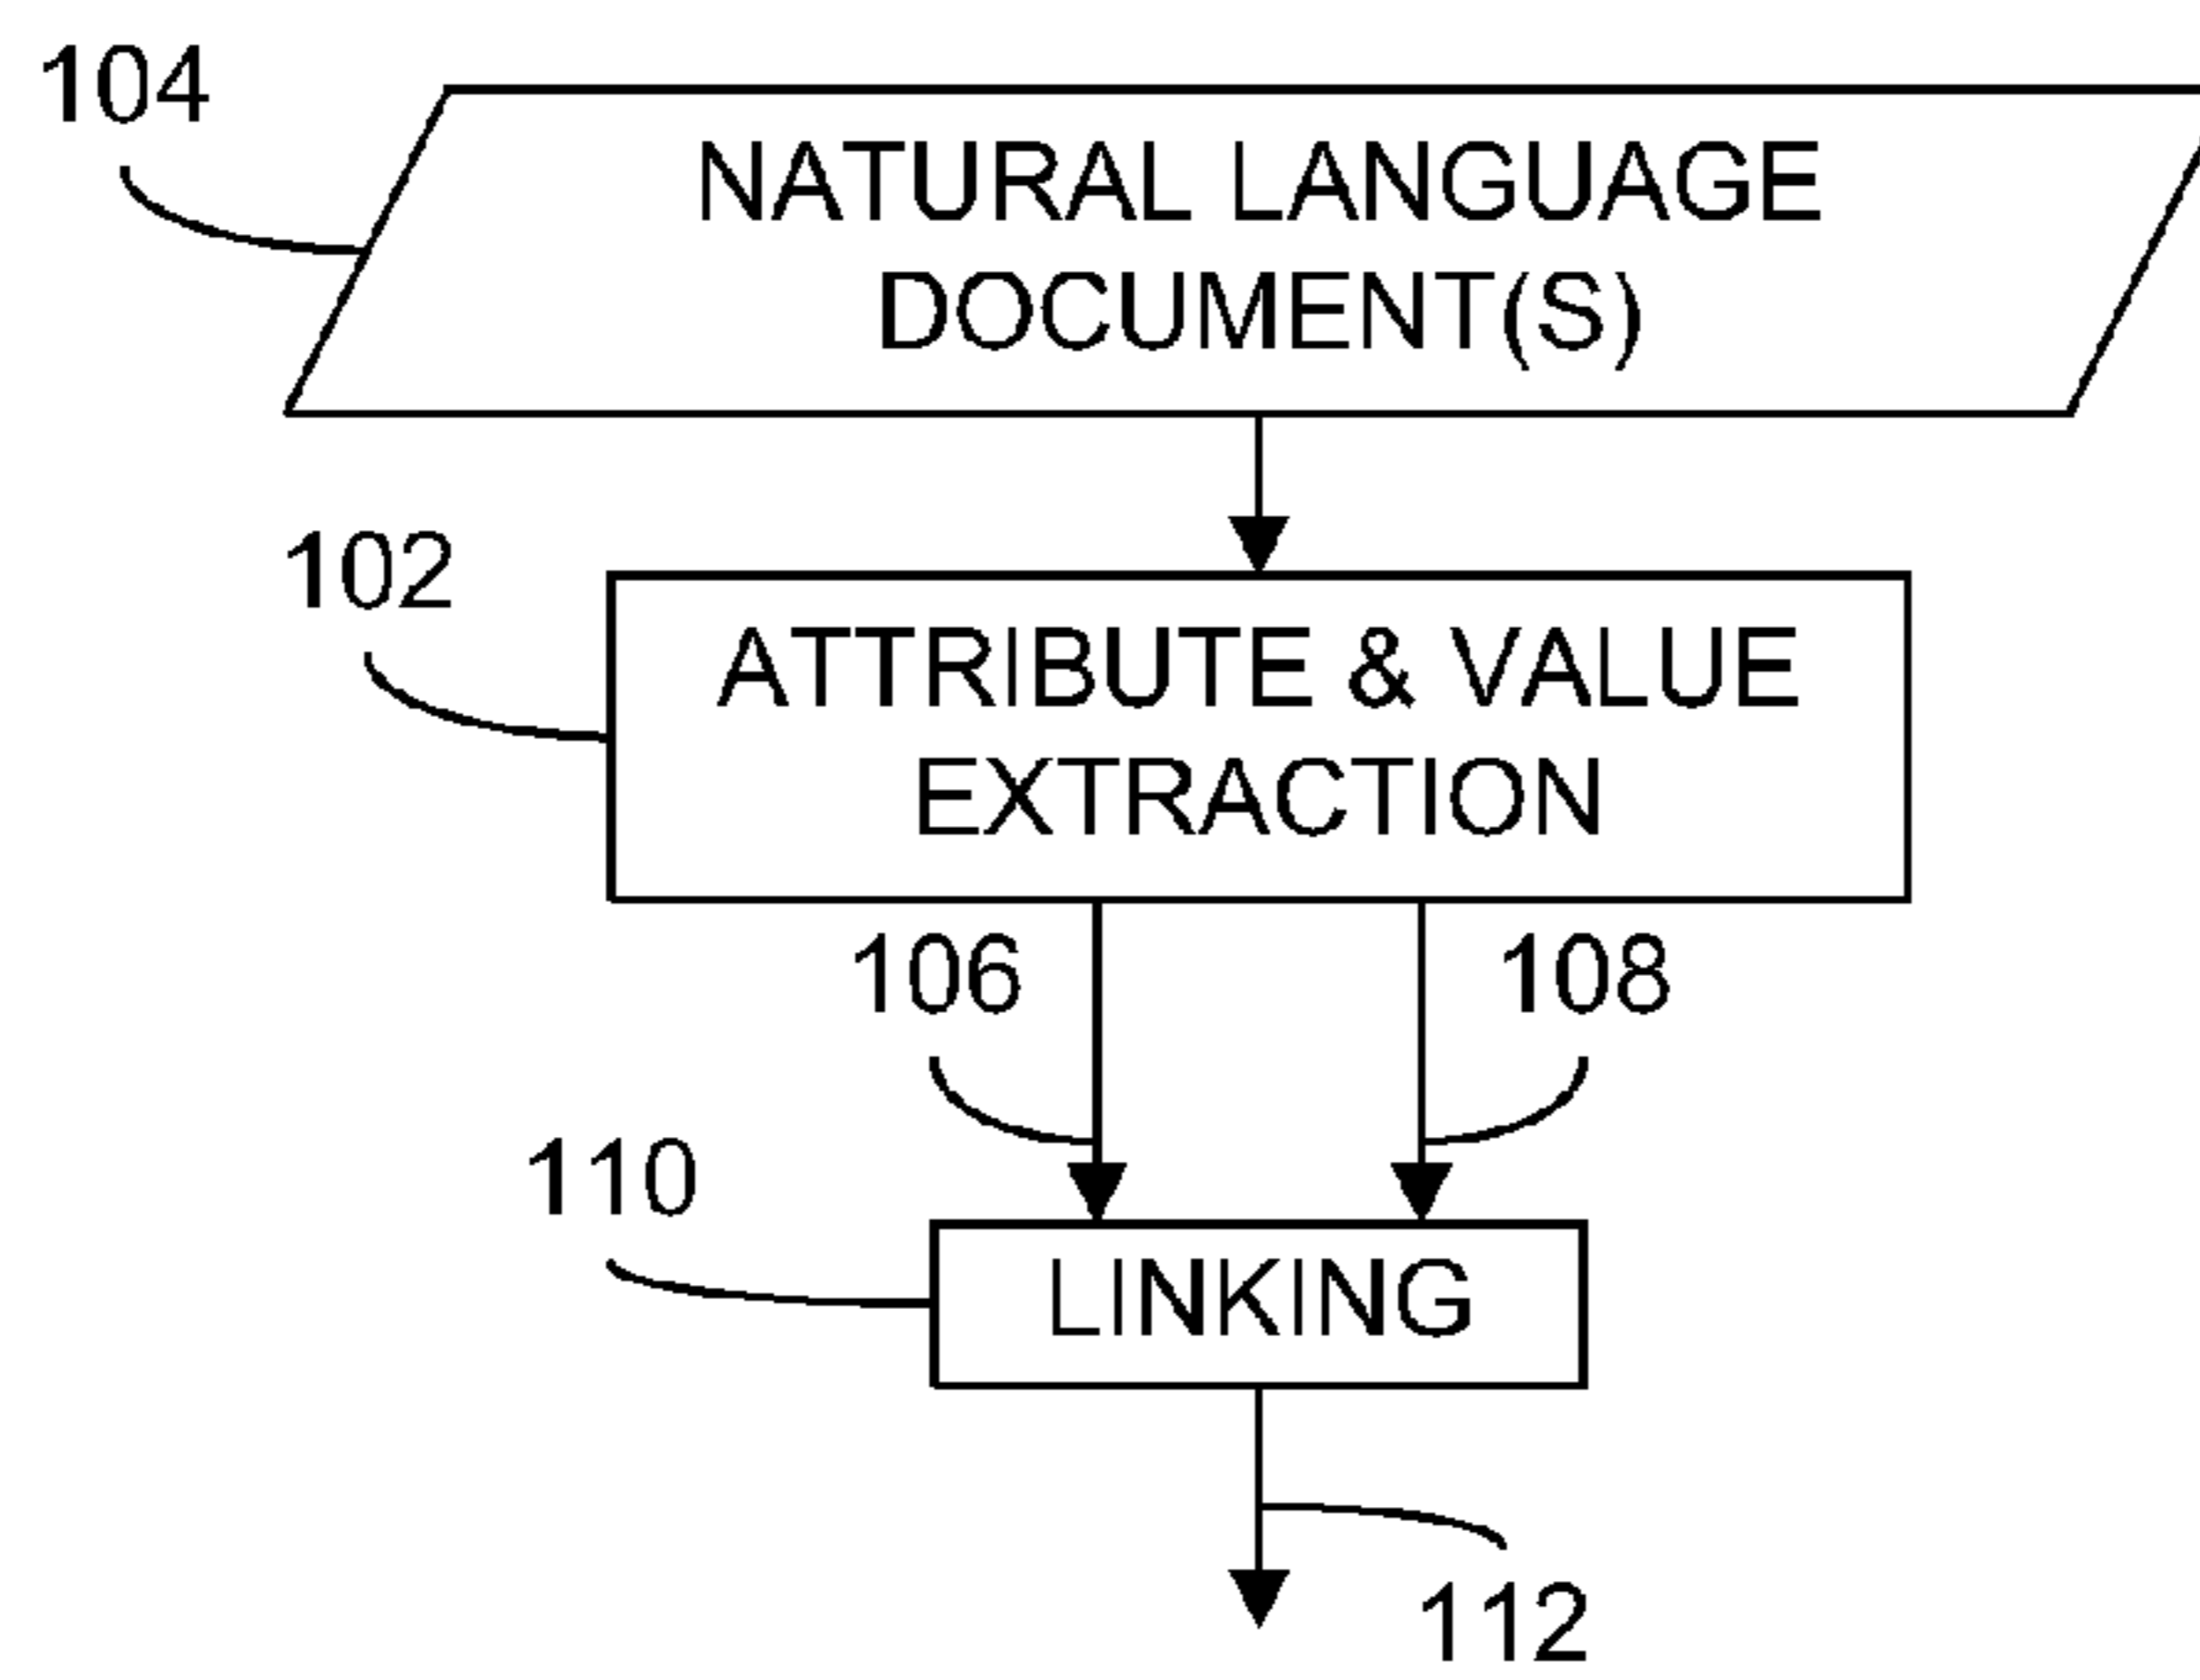 104
NATURAL LANGUAGE
DOCUMENT(S)
102
ATTRIBUTE & VALUE
EXTRACTION
106
108
110
LINKING
112